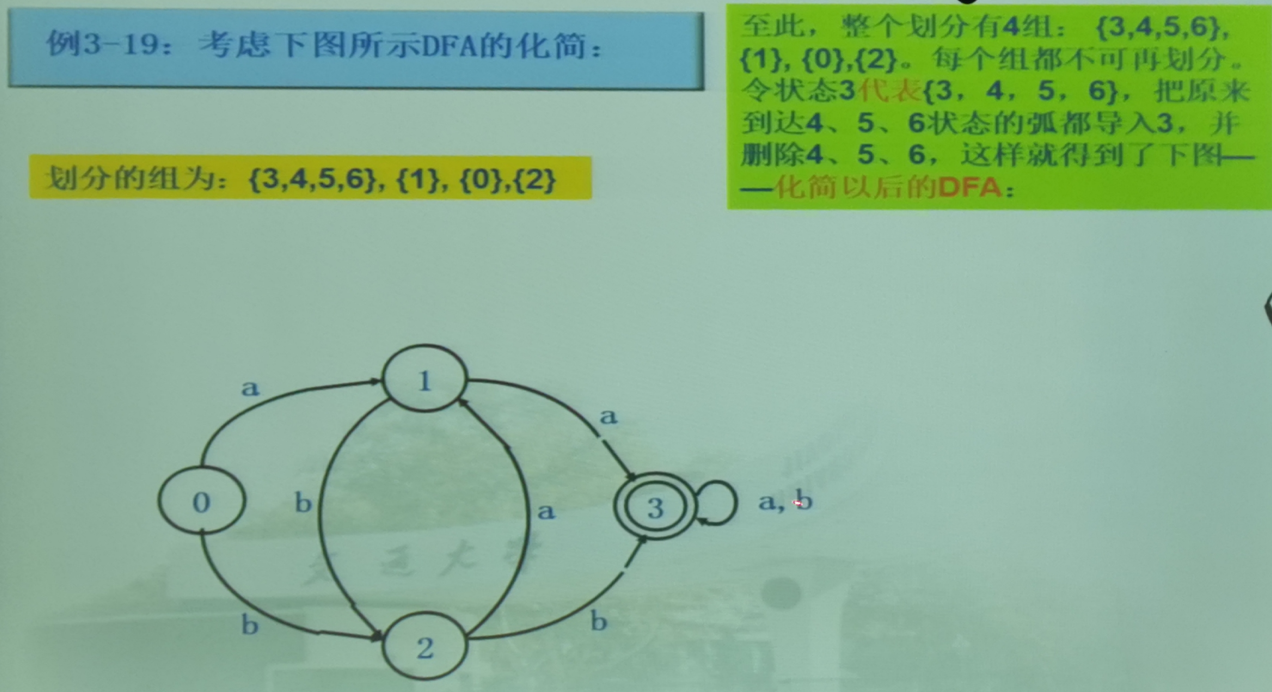 例3-19：考虑下图所示DFA的化简：
至此，整个划分有4组： {3,4,5,6},
{1}, {0},{2}。每个组都不可再划分。
令状态3代表{3，4，5，6}，把原来
到达4、5、6状态的弧都导入3，并
删除4、5、6，这样就得到了下图—
—化简以后的DFA：
划分的组为：{3,4,5,6}, {1}, {0},{2}
1
a
a
0
b
a
3
a, b
b
b
2
交通大学